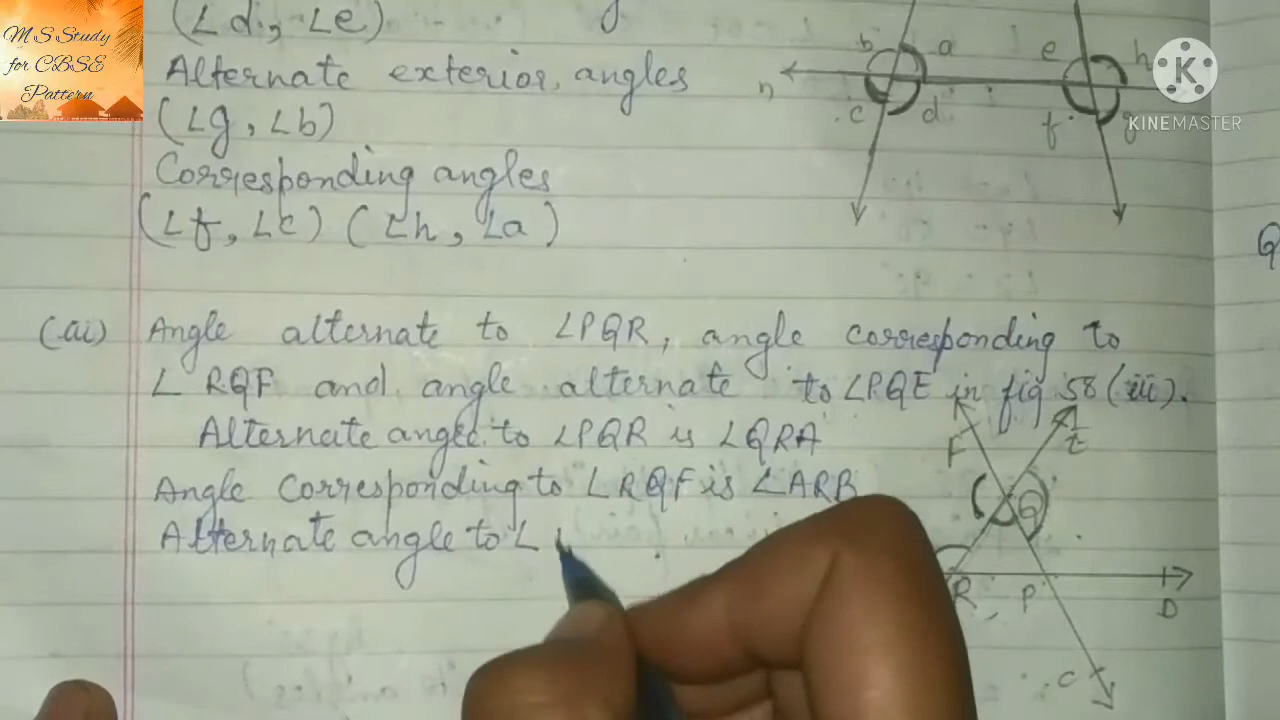 M S Study
for CBSE
Pattern
(∠d, ∠e)
Alternate exterior angles
(∠g, ∠b)
Corresponding angles
(∠f, ∠c) (∠h, ∠a)
b a e h
n
c d f g
KINEMASTER
(iii) Angle alternate to ∠PQR, angle corresponding to
∠RQF and angle alternate to ∠PQE in fig 58 (iii).
Alternate angle to ∠PQR is ∠QRA
Angle Corresponding to ∠RQF is ∠ARB
Alternate angle to ∠
F
Q
R P D
C